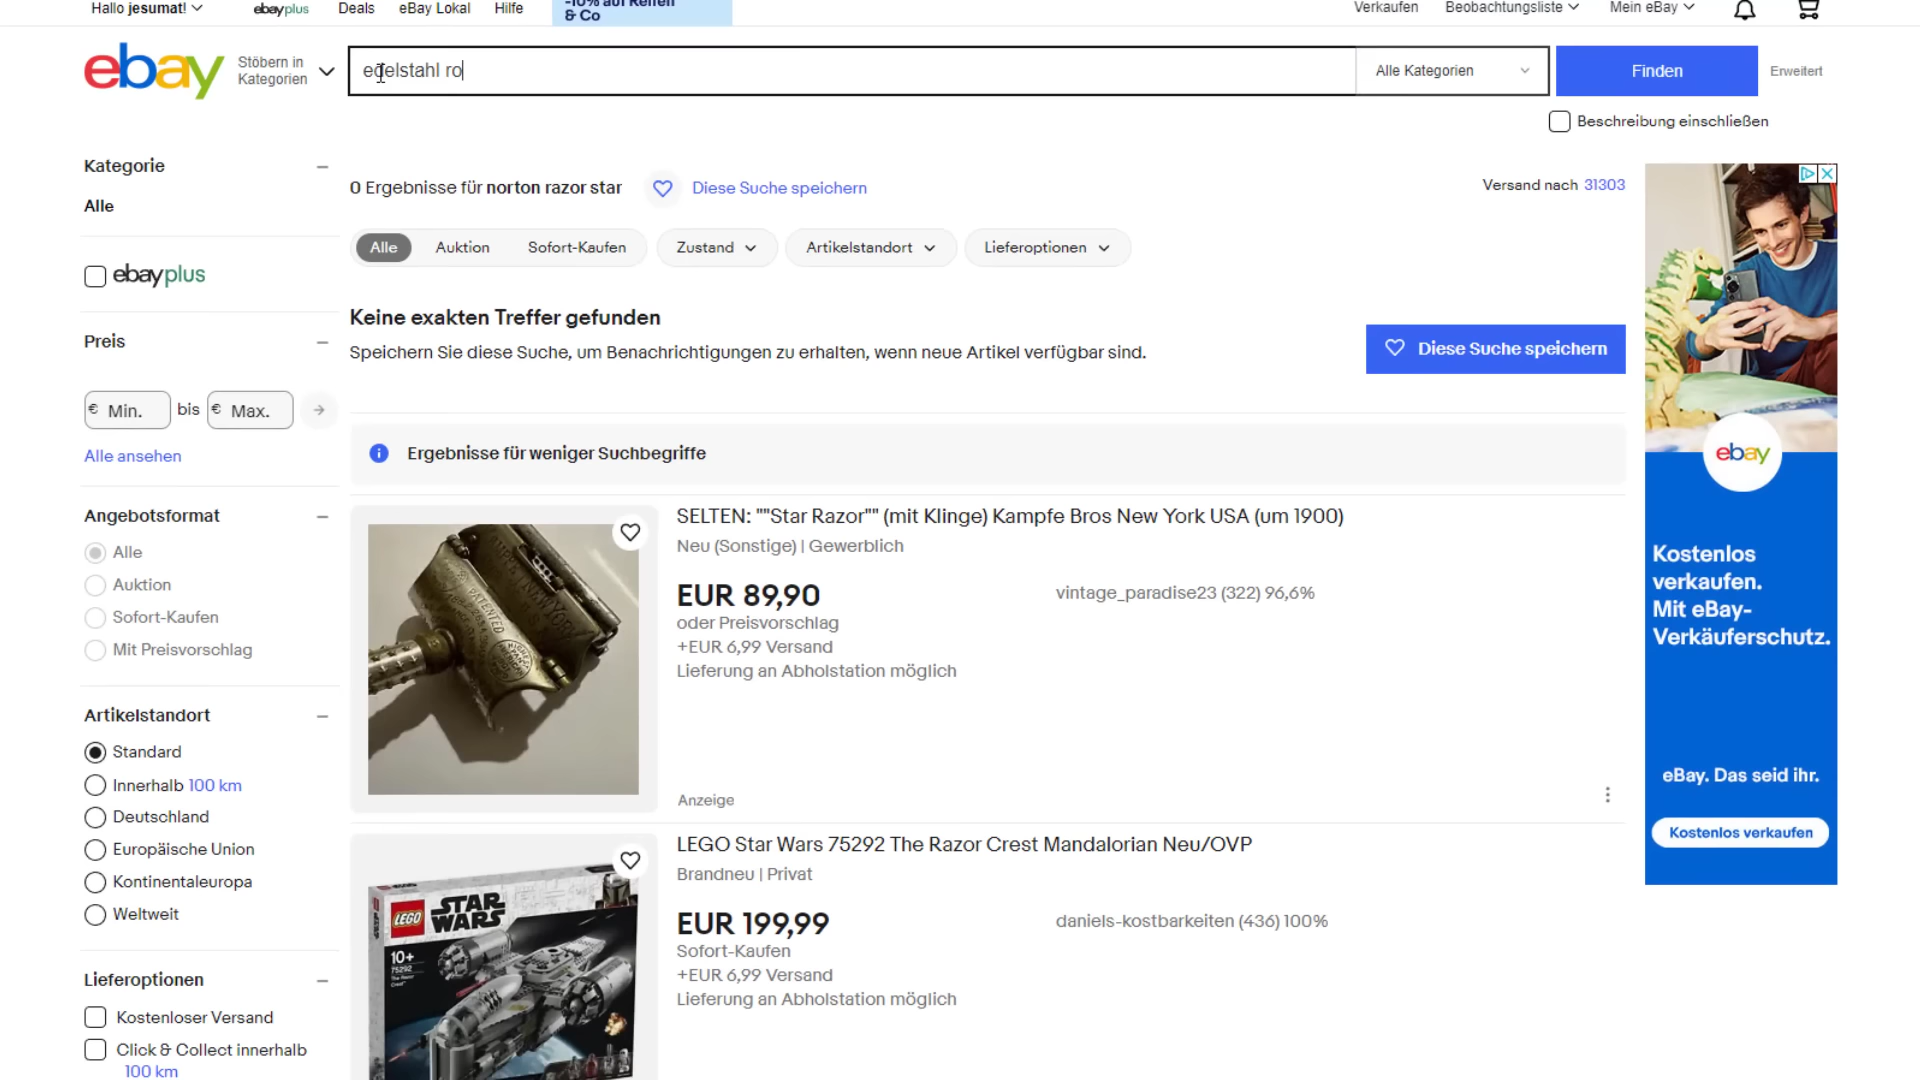 Hallo jesumat!
ebayplus
Deals
eBay Lokal
Hilfe
-10% auf Reifen
& Co
Verkaufen
Beobachtungsliste
Mein eBay
ebay
Stöbern in
Kategorien
edelstahl ro
Alle Kategorien
Finden
Erweitert
Beschreibung einschließen
Kategorie
Alle
ebayplus
Preis
€ Min. bis € Max.
Alle ansehen
Angebotsformat
Alle
Auktion
Sofort-Kaufen
Mit Preisvorschlag
Artikelstandort
Standard
Innerhalb 100 km
Deutschland
Europäische Union
Kontinentaleuropa
Weltweit
Lieferoptionen
Kostenloser Versand
Click & Collect innerhalb
100 km
0 Ergebnisse für norton razor star
Diese Suche speichern
Versand nach 31303
Alle
Auktion
Sofort-Kaufen
Zustand
Artikelstandort
Lieferoptionen
Keine exakten Treffer gefunden
Speichern Sie diese Suche, um Benachrichtigungen zu erhalten, wenn neue Artikel verfügbar sind.
Diese Suche speichern
Ergebnisse für weniger Suchbegriffe
SELTEN: ""Star Razor"" (mit Klinge) Kampfe Bros New York USA (um 1900)
Neu (Sonstige) | Gewerblich
EUR 89,90
vintage_paradise23 (322) 96,6%
oder Preisvorschlag
+EUR 6,99 Versand
Lieferung an Abholstation möglich
Anzeige
PATENTED
LEGO Star Wars 75292 The Razor Crest Mandalorian Neu/OVP
Brandneu | Privat
EUR 199,99
daniels-kostbarkeiten (436) 100%
Sofort-Kaufen
+EUR 6,99 Versand
Lieferung an Abholstation möglich
LEGO
STAR
WARS
10+
75292
ebay
Kostenlos
verkaufen.
Mit eBay-
Verkäuferschutz.
eBay. Das seid ihr.
Kostenlos verkaufen